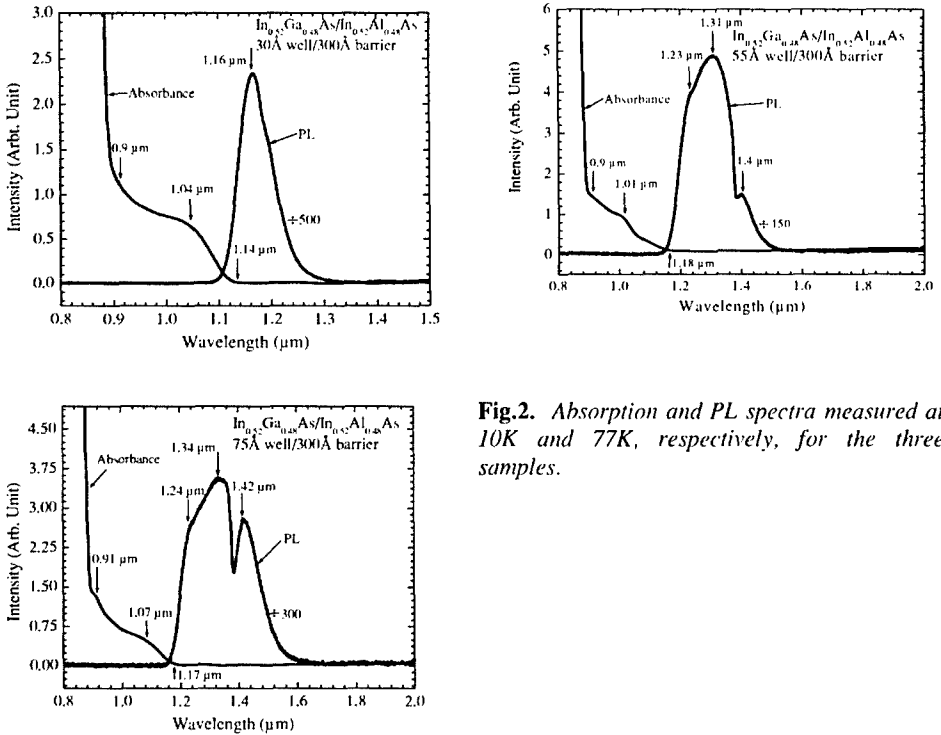 In₀.₅₂Ga₀.₄₈As/In₀.₅₂Al₀.₄₈As
30Å well/300Å barrier
3.0
2.5
2.0
1.5
1.0
0.5
0.0
Intensity (Arbt. Unit)
1.16 µm
Absorbance
0.9 µm
1.04 µm
PL
÷500
1.14 µm
0.8 0.9 1.0 1.1 1.2 1.3 1.4 1.5
Wavelength (µm)
In₀.₅₂Ga₀.₄₈As/In₀.₅₂Al₀.₄₈As
55Å well/300Å barrier
6
5
4
3
2
1
0
Intensity (Arb. Unit)
1.31 µm
1.23 µm
Absorbance
PL
0.9 µm
1.01 µm
1.4 µm
÷150
1.18 µm
0.8 1.0 1.2 1.4 1.6 1.8 2.0
Wavelength (µm)
In₀.₅₂Ga₀.₄₈As/In₀.₅₂Al₀.₄₈As
75Å well/300Å barrier
4.50
3.75
3.00
2.25
1.50
0.75
0.00
Intensity (Arb. Unit)
1.34 µm
Absorbance
1.24 µm
1.42 µm
PL
0.91 µm
1.07 µm
÷300
1.17 µm
0.8 1.0 1.2 1.4 1.6 1.8 2.0
Wavelength (µm)
Fig.2. Absorption and PL spectra measured at
10K and 77K, respectively, for the three
samples.